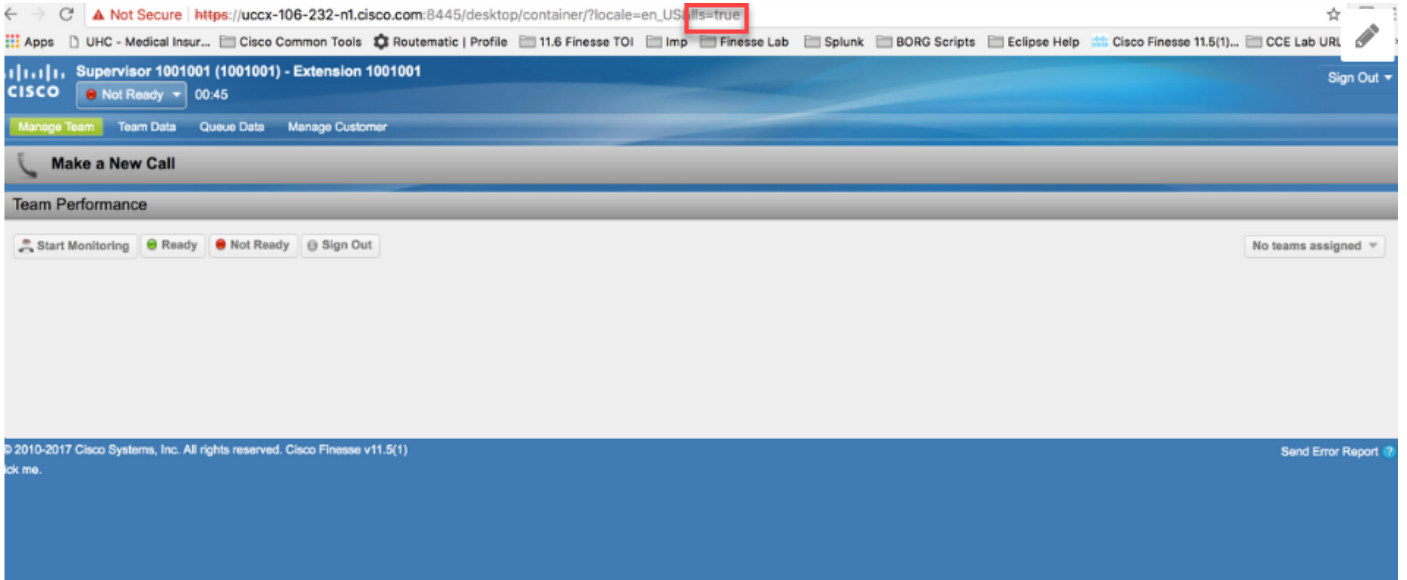 Not Secure https://uccx-106-232-n1.cisco.com:8445/desktop/container/?locale=en_US&lls=true
Apps UHC - Medical Insur... Cisco Common Tools Routematic | Profile 11.6 Finesse TOI Imp Finesse Lab Splunk BORG Scripts Eclipse Help Cisco Finesse 11.5(1)... CCE Lab URL
Supervisor 1001001 (1001001) - Extension 1001001
Sign Out
CISCO Not Ready 00:45
Manage Team Team Data Queue Data Manage Customer
Make a New Call
Team Performance
Start Monitoring Ready Not Ready Sign Out No teams assigned
© 2010-2017 Cisco Systems, Inc. All rights reserved. Cisco Finesse v11.5(1) Send Error Report ?
ick me.